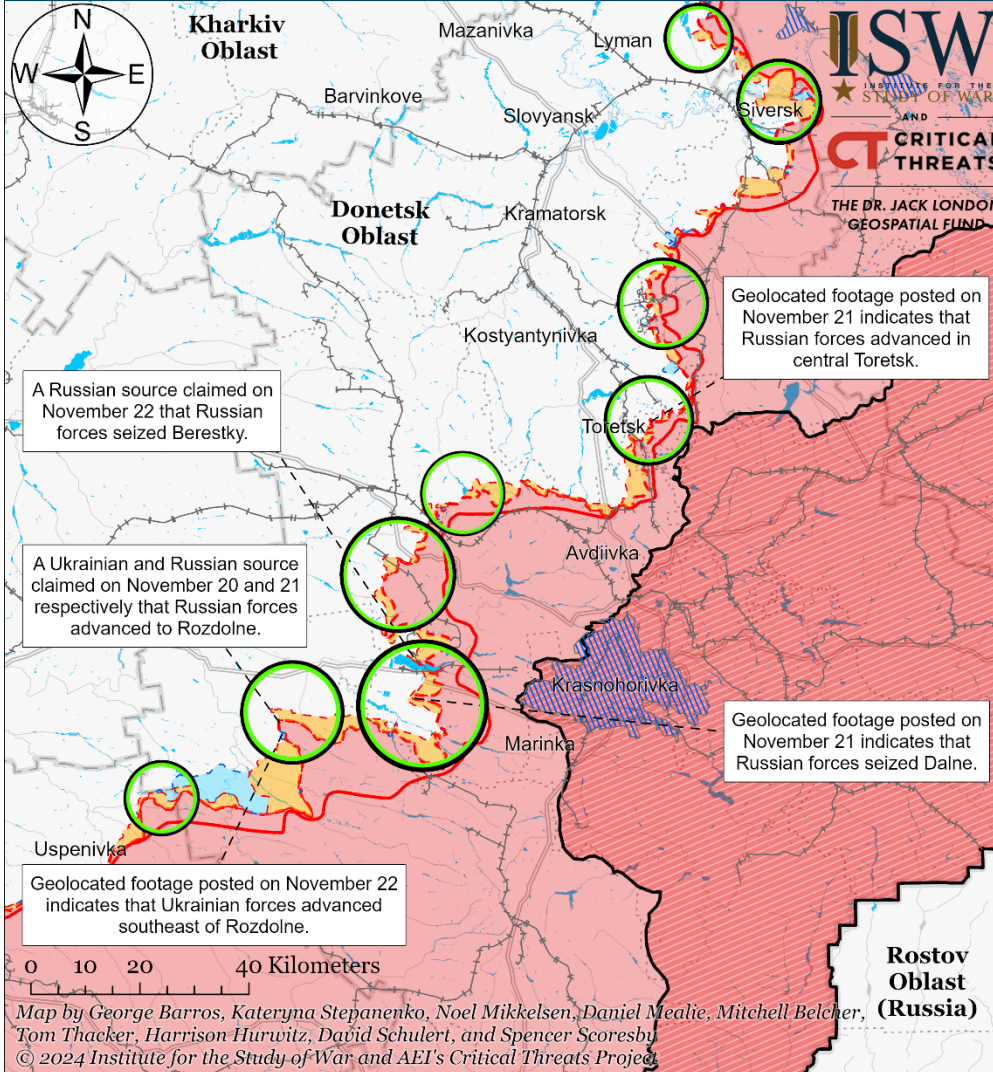 N
W
E
S
Kharkiv
Oblast
Mazanivka
Lyman
ISW
INSTITUTE FOR THE
STUDY OF WAR
AND
CT CRITICAL
THREATS
THE DR. JACK LONDON
GEOSPATIAL FUND
Barvinkove
Slovyansk
Siversk
Donetsk
Oblast
Kramatorsk
Kostyantynivka
Geolocated footage posted on
November 21 indicates that
Russian forces advanced in
central Toretsk.
A Russian source claimed on
November 22 that Russian
forces seized Berestky.
Toretsk
Avdiivka
A Ukrainian and Russian source
claimed on November 20 and 21
respectively that Russian forces
advanced to Rozdolne.
Krasnohorivka
Marinka
Geolocated footage posted on
November 21 indicates that
Russian forces seized Dalne.
Uspenivka
Geolocated footage posted on November 22
indicates that Ukrainian forces advanced
southeast of Rozdolne.
0 10 20 40 Kilometers
Rostov
Oblast
(Russia)
Map by George Barros, Kateryna Stepanenko, Noel Mikkelsen, Daniel Mealie, Mitchell Belcher,
Tom Thacker, Harrison Hurwitz, David Schulert, and Spencer Scoresby
© 2024 Institute for the Study of War and AEI's Critical Threats Project